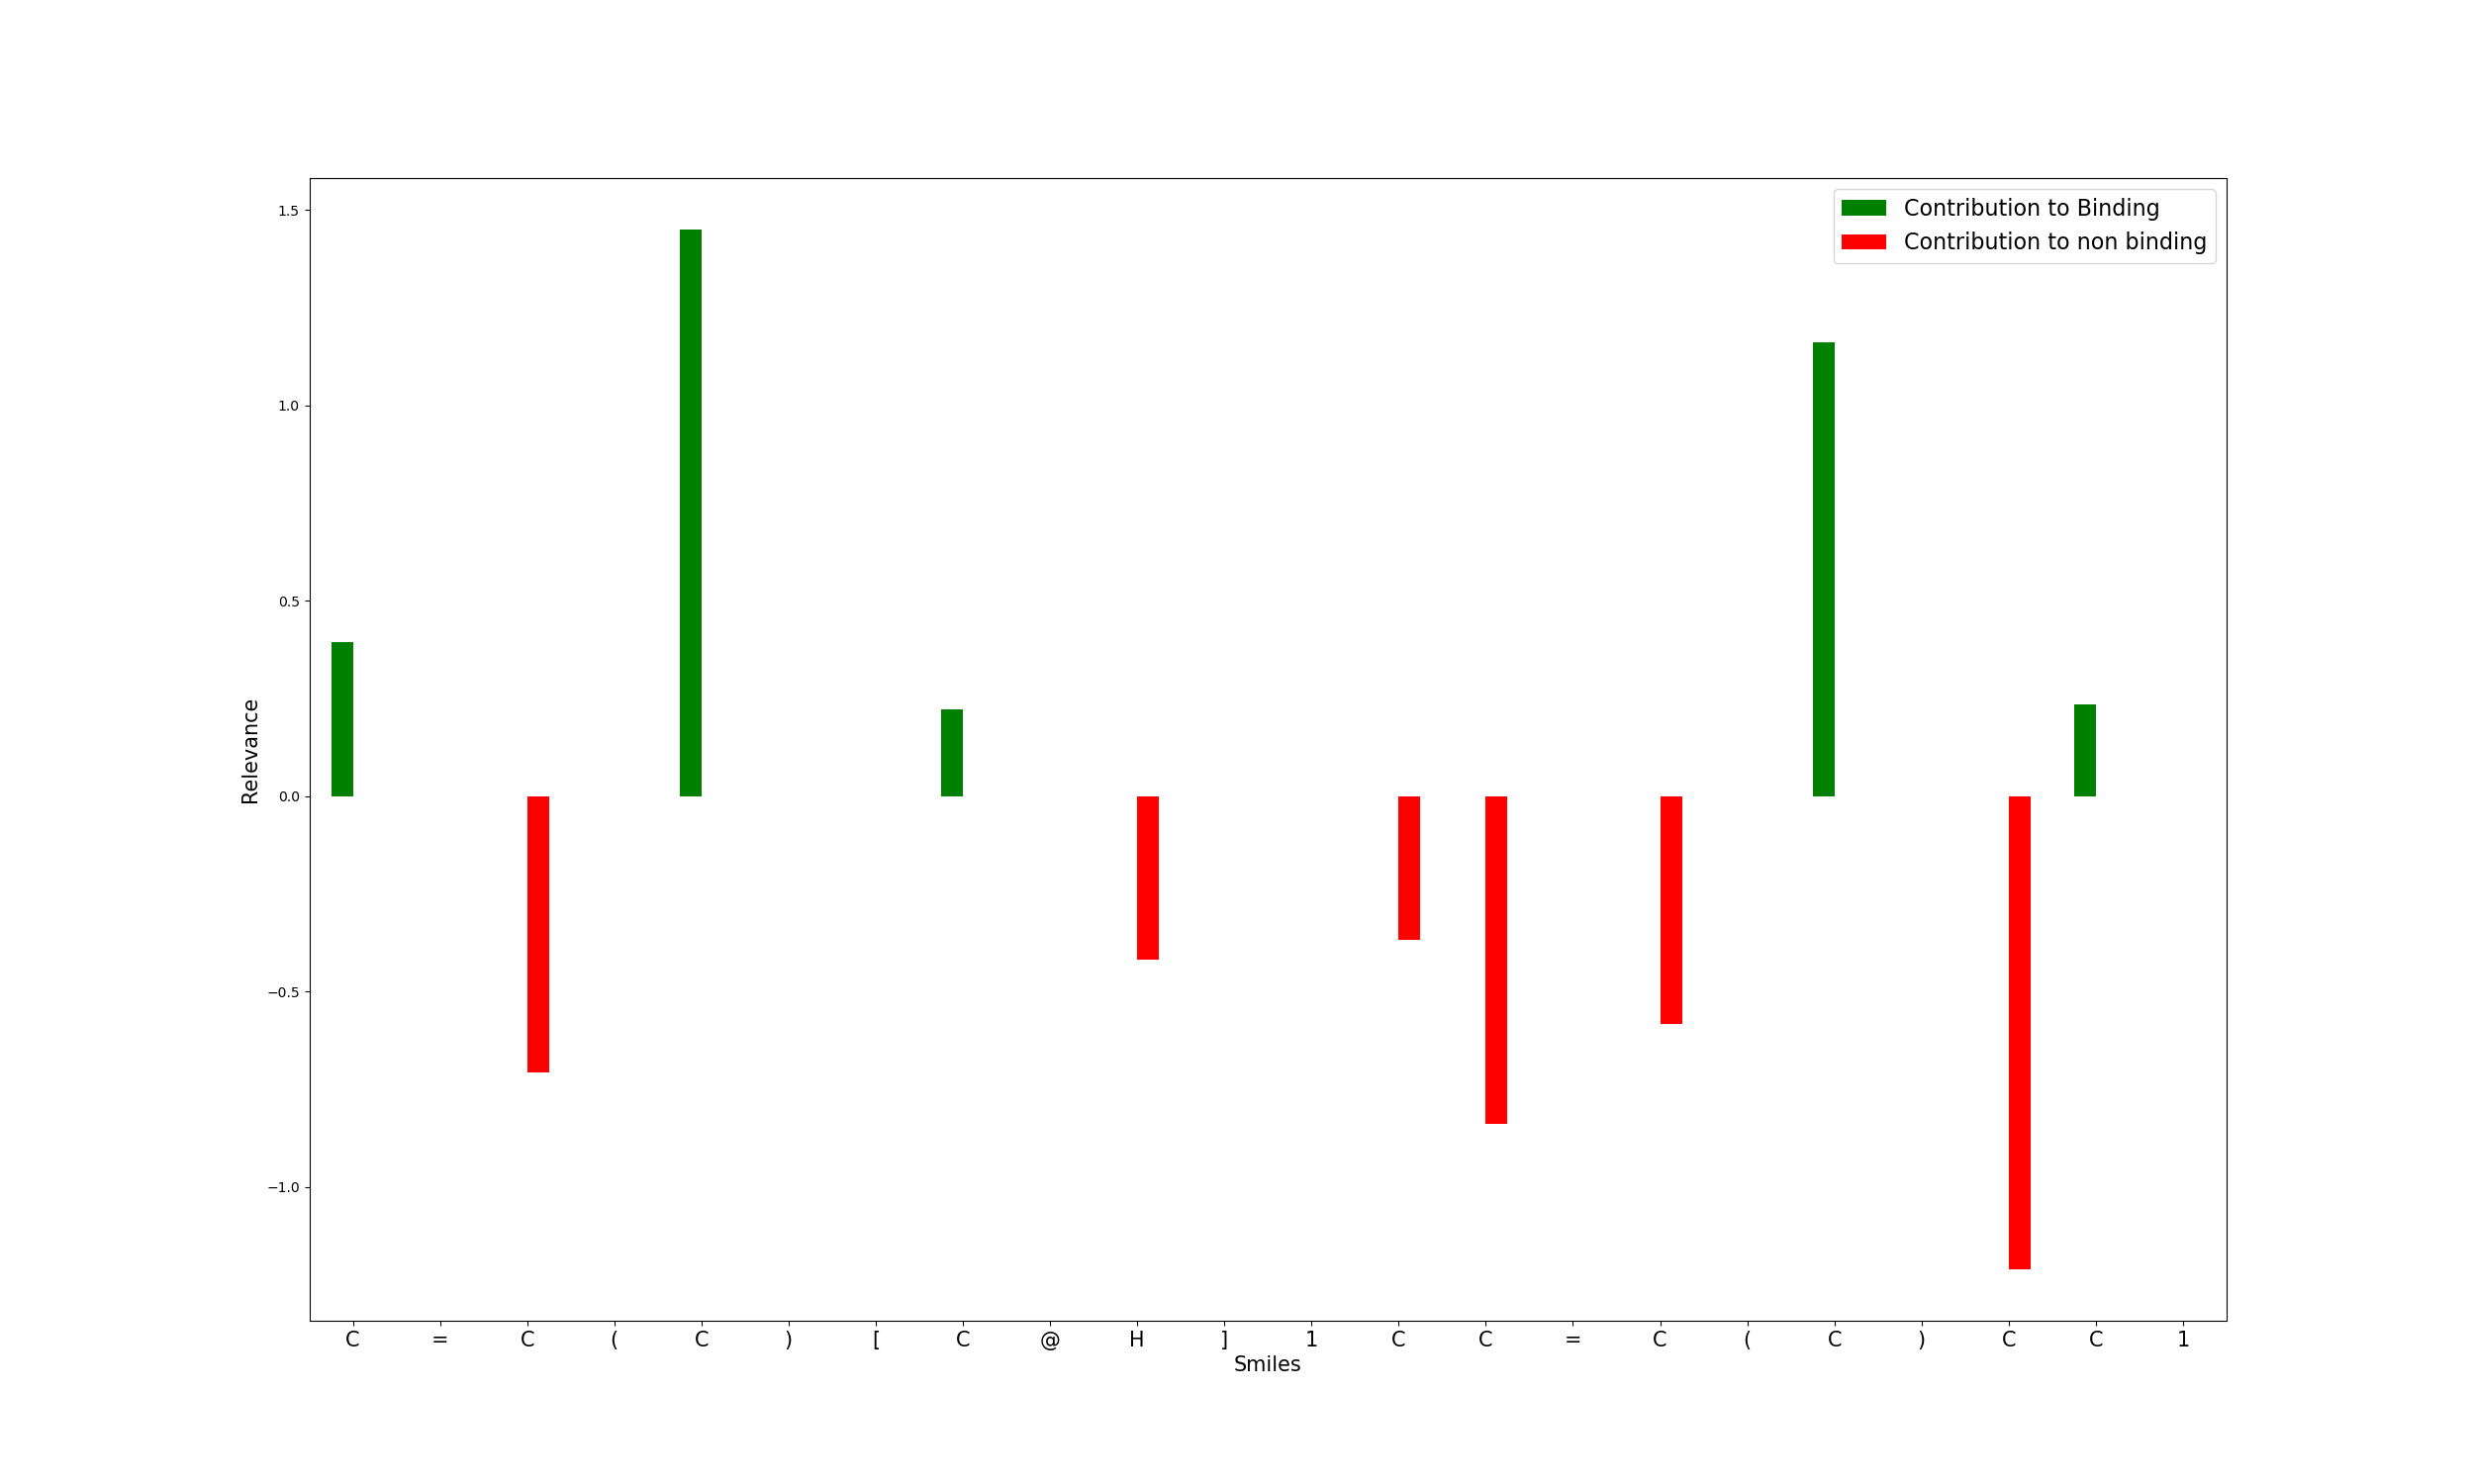 Contribution to Binding
Contribution to non binding
1.5
1.0
0.5
0.0
−0.5
−1.0
Relevance
C = C ( C ) [ C @ H ] 1 C C = C ( C ) C C 1
Smiles